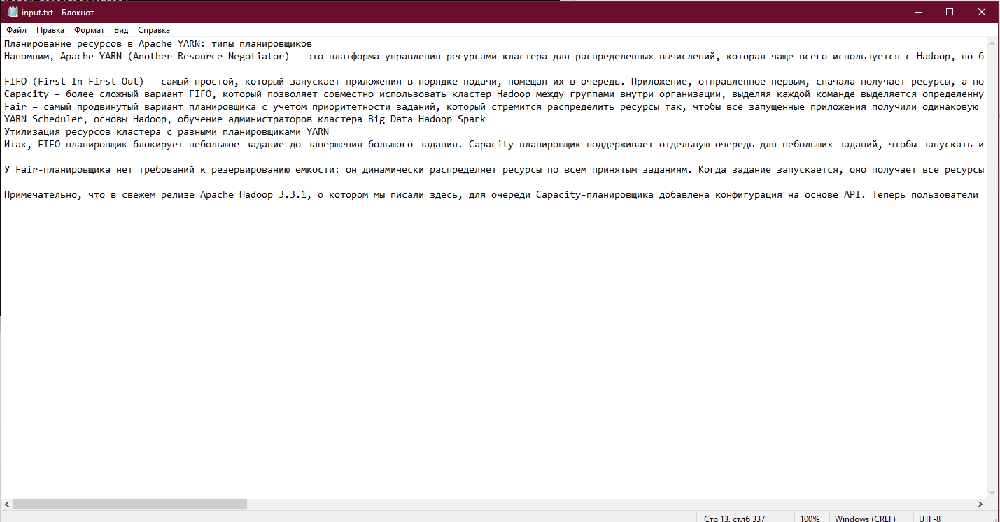 input.txt – Блокнот
Файл Правка Формат Вид Справка
Планирование ресурсов в Apache YARN: типы планировщиков
Напомним, Apache YARN (Another Resource Negotiator) – это платформа управления ресурсами кластера для распределенных вычислений, которая чаще всего используется с Hadoop, но б
FIFO (First In First Out) – самый простой, который запускает приложения в порядке подачи, помещая их в очередь. Приложение, отправленное первым, сначала получает ресурсы, а по
Capacity – более сложный вариант FIFO, который позволяет совместно использовать кластер Hadoop между группами внутри организации, выделяя каждой команде выделяется определенну
Fair – самый продвинутый вариант планировщика с учетом приоритетности заданий, который стремится распределить ресурсы так, чтобы все запущенные приложения получили одинаковую
YARN Scheduler, основы Hadoop, обучение администраторов кластера Big Data Hadoop Spark
Утилизация ресурсов кластера с разными планировщиками YARN
Итак, FIFO-планировщик блокирует небольшое задание до завершения большого задания. Capacity-планировщик поддерживает отдельную очередь для небольших заданий, чтобы запускать и
У Fair-планировщика нет требований к резервированию емкости: он динамически распределяет ресурсы по всем принятым заданиям. Когда задание запускается, оно получает все ресурсы
Примечательно, что в свежем релизе Apache Hadoop 3.3.1, о котором мы писали здесь, для очереди Capacity-планировщика добавлена конфигурация на основе API. Теперь пользователи
Стр 13, стлб 337 100% Windows (CRLF) UTF-8